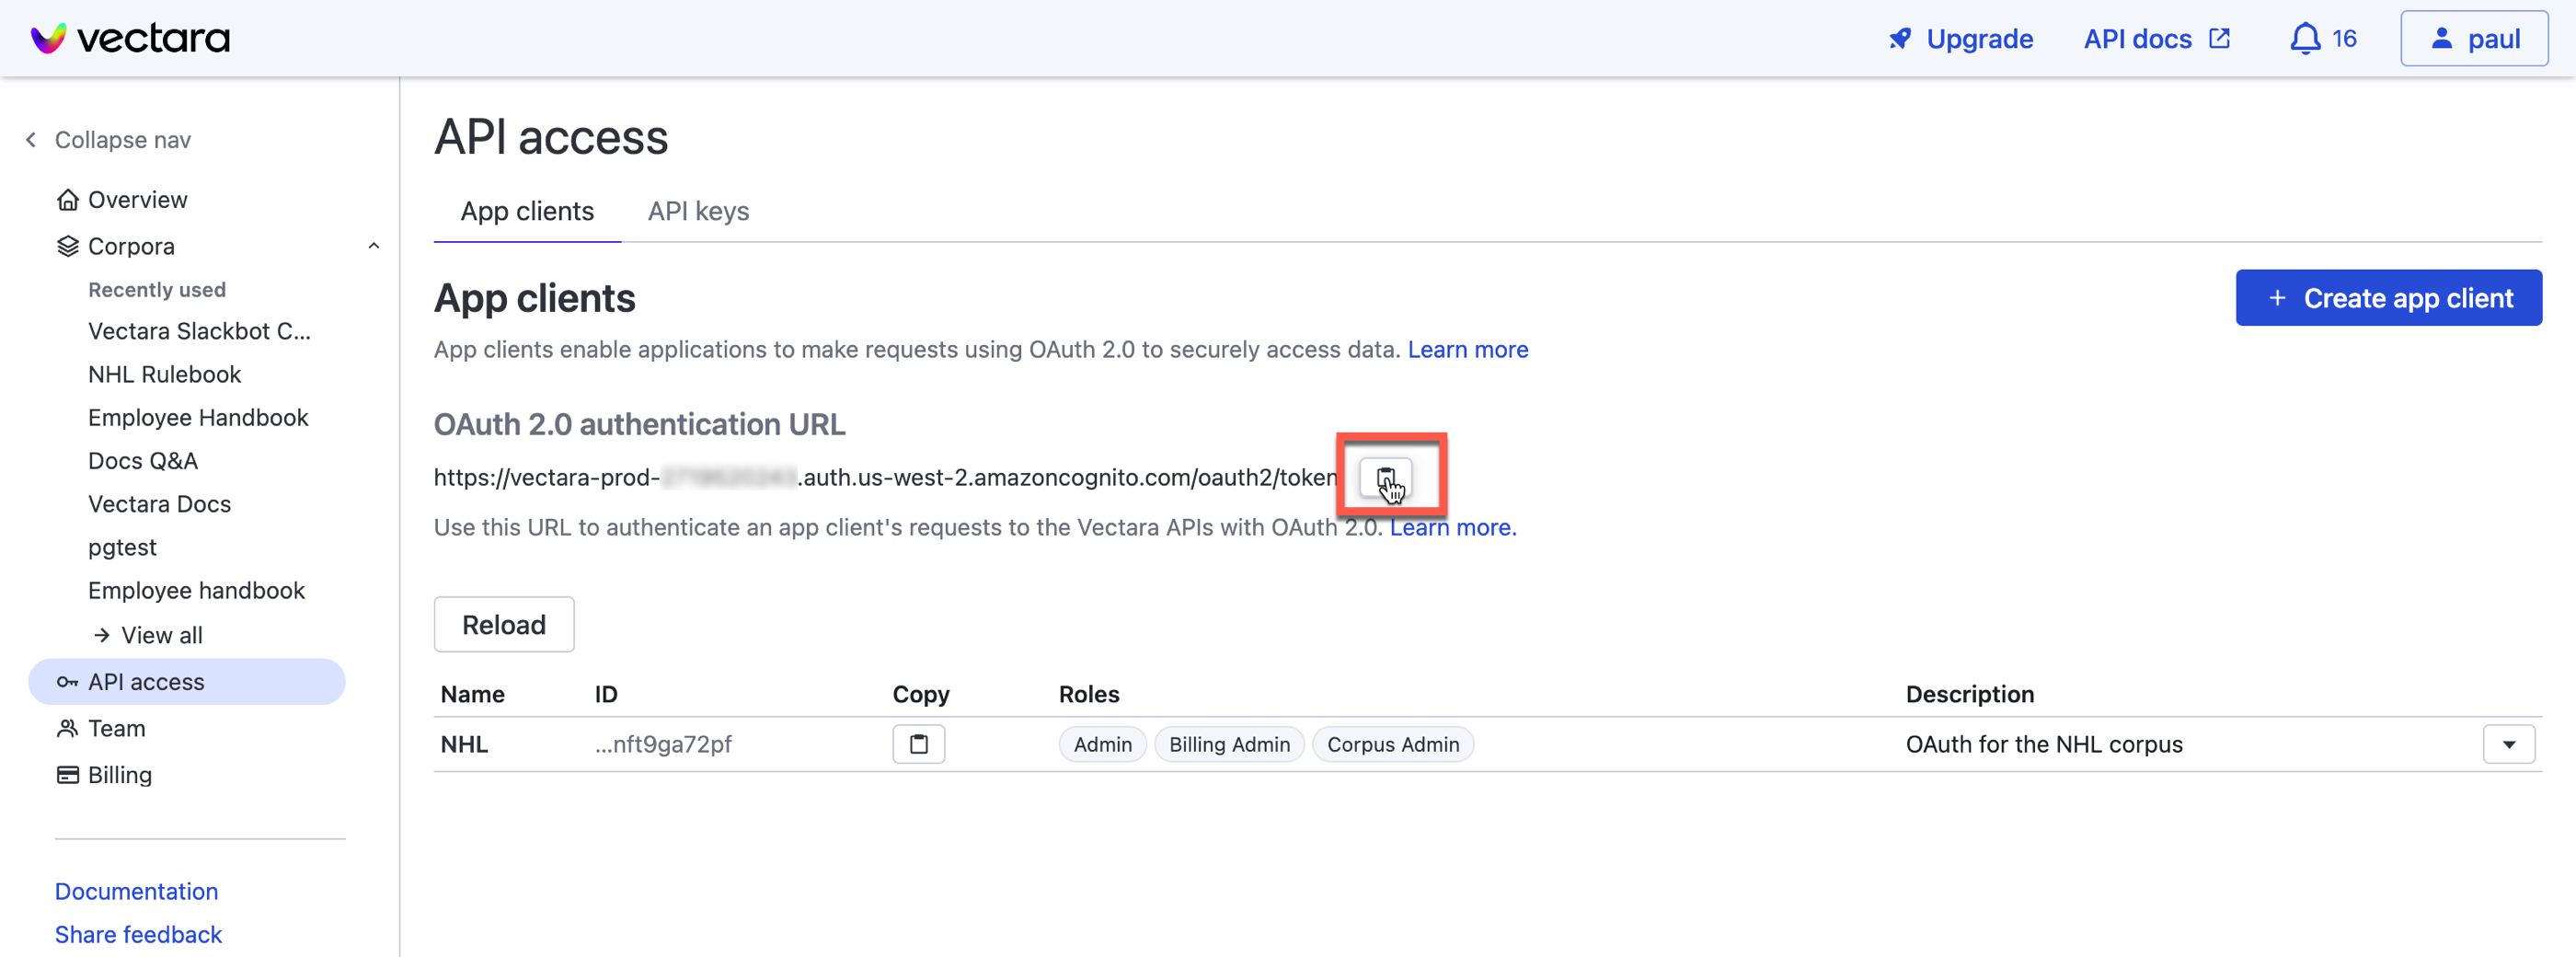 vectara
Upgrade
API docs
16
paul
Collapse nav
Overview
Corpora
Recently used
Vectara Slackbot C...
NHL Rulebook
Employee Handbook
Docs Q&A
Vectara Docs
pgtest
Employee handbook
View all
API access
Team
Billing
Documentation
Share feedback
API access
App clients API keys
App clients
+ Create app client
App clients enable applications to make requests using OAuth 2.0 to securely access data. Learn more
OAuth 2.0 authentication URL
https://vectara-prod- .auth.us-west-2.amazoncognito.com/oauth2/token
Use this URL to authenticate an app client's requests to the Vectara APIs with OAuth 2.0. Learn more.
Reload
Name ID Copy Roles Description
NHL ...nft9ga72pf Admin Billing Admin Corpus Admin OAuth for the NHL corpus